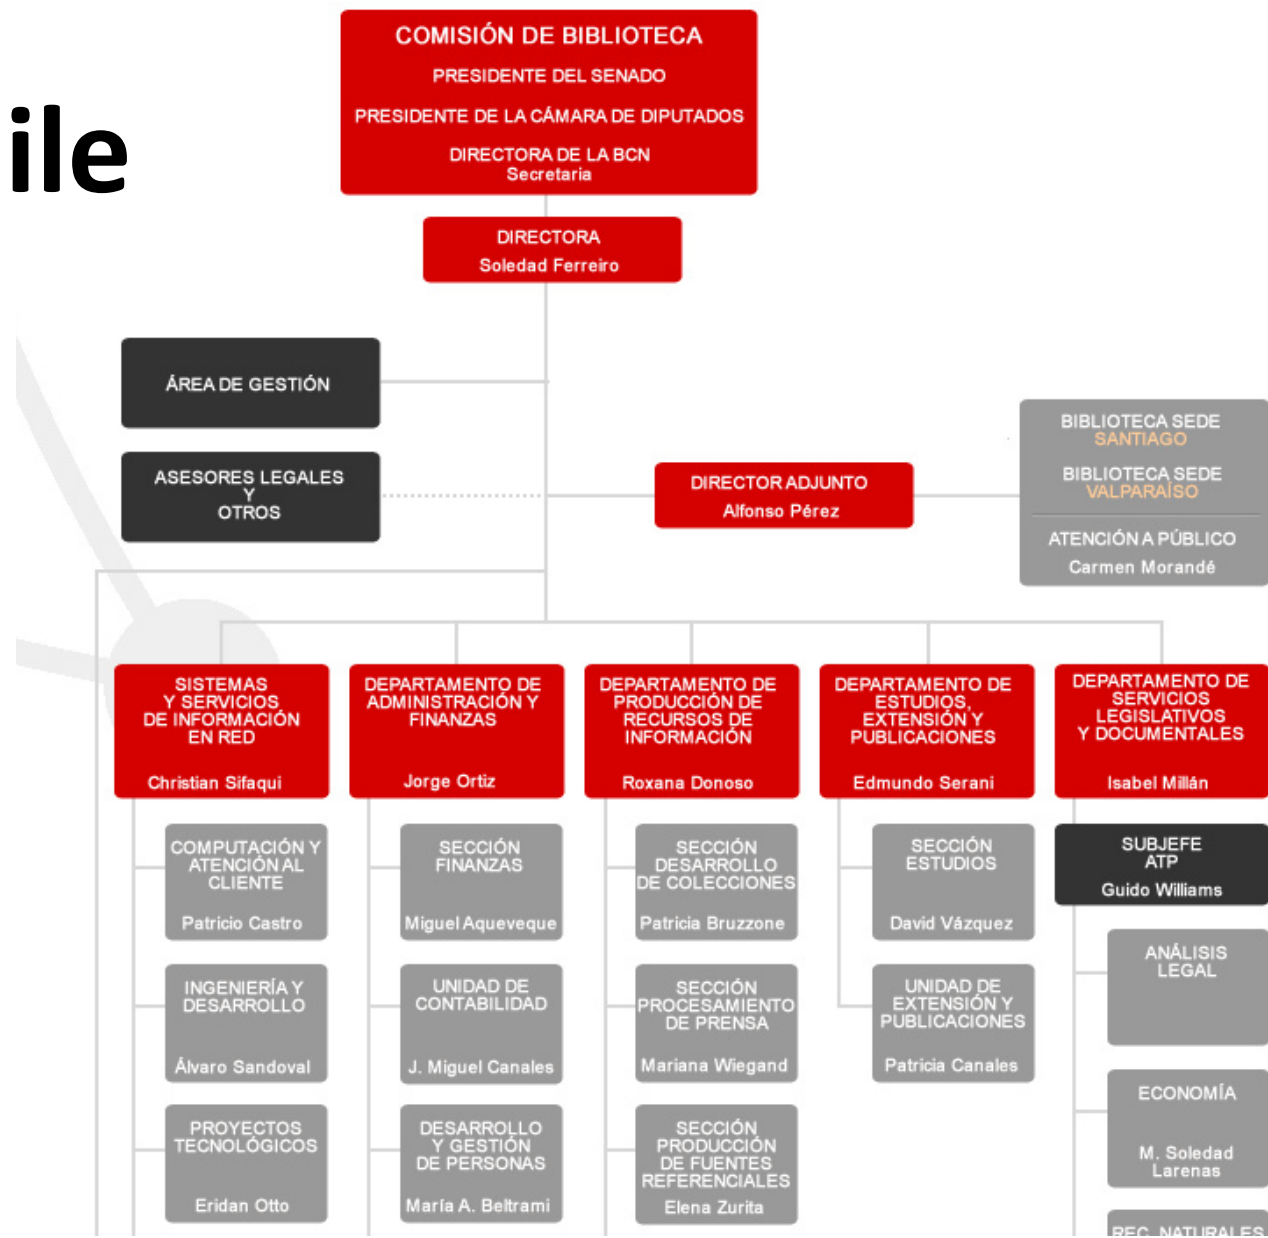 COMISIÓN DE BIBLIOTECA
PRESIDENTE DEL SENADO
PRESIDENTE DE LA CÁMARA DE DIPUTADOS
DIRECTORA DE LA BCN
Secretaria
ile
DIRECTORA
Soledad Ferreiro
ÁREA DE GESTIÓN
ASESORES LEGALES
Y
OTROS
DIRECTOR ADJUNTO
Alfonso Pérez
BIBLIOTECA SEDE
SANTIAGO
BIBLIOTECA SEDE
VALPARAÍSO
ATENCIÓN A PÚBLICO
Carmen Morandé
SISTEMAS
Y SERVICIOS
DE INFORMACIÓN
EN RED
Christian Sifaqui
DEPARTAMENTO DE
ADMINISTRACIÓN Y
FINANZAS
Jorge Ortiz
DEPARTAMENTO DE
PRODUCCIÓN DE
RECURSOS DE
INFORMACIÓN
Roxana Donoso
DEPARTAMENTO DE
ESTUDIOS,
EXTENSIÓN Y
PUBLICACIONES
Edmundo Serani
DEPARTAMENTO DE
SERVICIOS
LEGISLATIVOS
Y DOCUMENTALES
Isabel Millán
COMPUTACIÓN Y
ATENCIÓN AL
CLIENTE
Patricio Castro
INGENIERÍA Y
DESARROLLO
Álvaro Sandoval
PROYECTOS
TECNOLÓGICOS
Eridan Otto
SECCIÓN
FINANZAS
Miguel Aqueveque
UNIDAD DE
CONTABILIDAD
J. Miguel Canales
DESARROLLO
Y GESTIÓN
DE PERSONAS
María A. Beltrami
SECCIÓN
DESARROLLO
DE COLECCIONES
Patricia Bruzzone
SECCIÓN
PROCESAMIENTO
DE PRENSA
Mariana Wiegand
SECCIÓN
PRODUCCIÓN
DE FUENTES
REFERENCIALES
Elena Zurita
SECCIÓN
ESTUDIOS
David Vázquez
UNIDAD DE
EXTENSIÓN Y
PUBLICACIONES
Patricia Canales
SUBJEFE
ATP
Guido Williams
ANÁLISIS
LEGAL
ECONOMÍA
M. Soledad
Larenas
REC. NATURALES